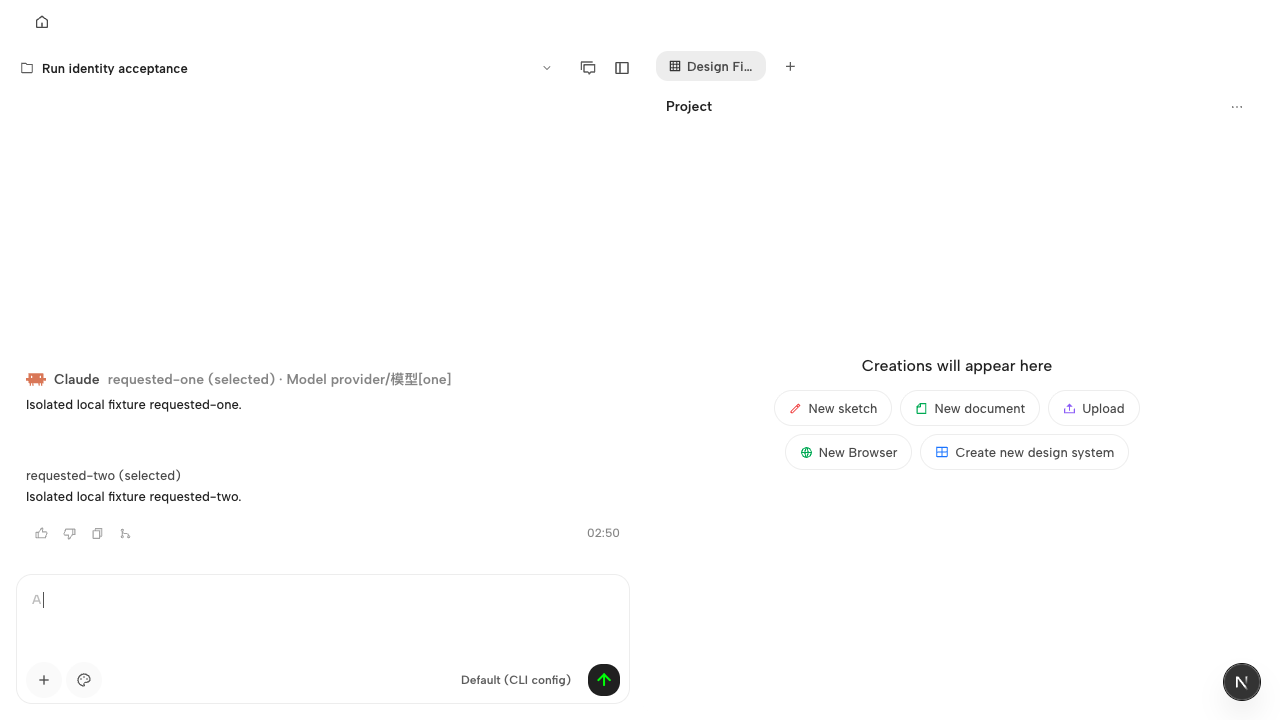 Run identity acceptance
Design Fi...
Project
Claude requested-one (selected) · Model provider/模型[one]
Isolated local fixture requested-one.
requested-two (selected)
Isolated local fixture requested-two.
02:50
A
Default (CLI config)
Creations will appear here
New sketch
New document
Upload
New Browser
Create new design system
N